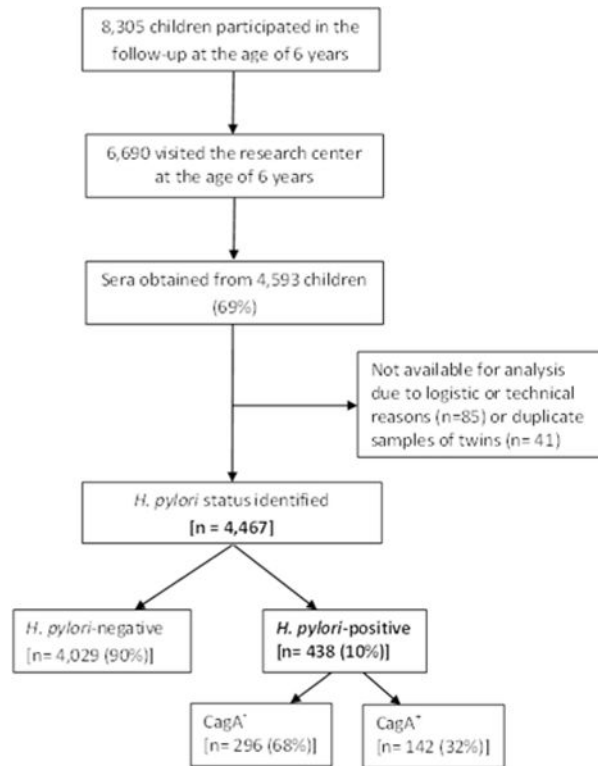 8,305 children participated in the
follow-up at the age of 6 years
6,690 visited the research center
at the age of 6 years
Sera obtained from 4,593 children
(69%)
Not available for analysis
due to logistic or technical
reasons (n=85) or duplicate
samples of twins (n= 41)
H. pylori status identified
[n = 4,467]
H. pylori-negative
[n= 4,029 (90%)]
H. pylori-positive
[n= 438 (10%)]
CagA
[n= 296 (68%)]
CagA
[n= 142 (32%)]